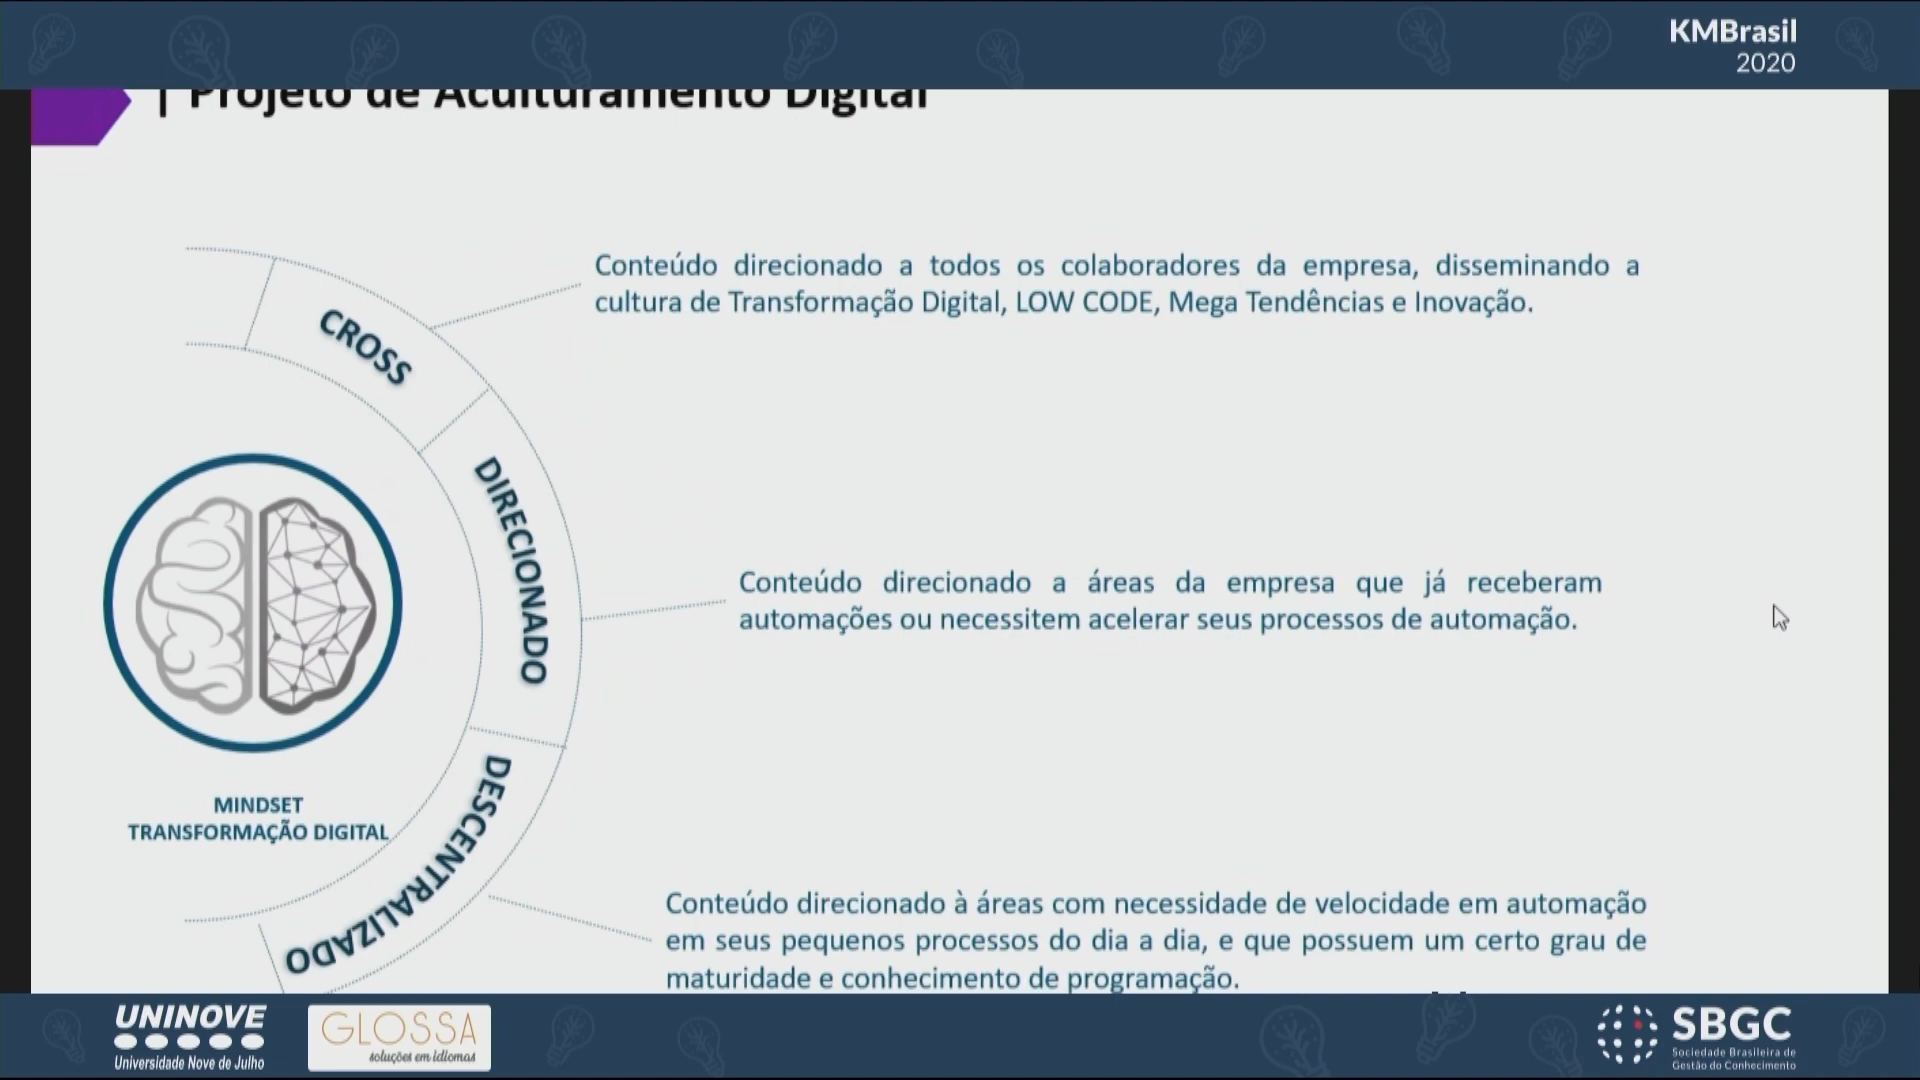 KMBrasil
2020
| Projeto de Aculturamento Digital
Conteúdo direcionado a todos os colaboradores da empresa, disseminando a
cultura de Transformação Digital, LOW CODE, Mega Tendências e Inovação.
CROSS
DIRECIONADO
Conteúdo direcionado a áreas da empresa que já receberam
automações ou necessitem acelerar seus processos de automação.
MINDSET
TRANSFORMAÇÃO DIGITAL
DESCENTRALIZADO
Conteúdo direcionado à áreas com necessidade de velocidade em automação
em seus pequenos processos do dia a dia, e que possuem um certo grau de
maturidade e conhecimento de programação.
UNINOVE
Universidade Nove de Julho
GLOSSA
soluções em idiomas
SBGC
Sociedade Brasileira de
Gestão do Conhecimento